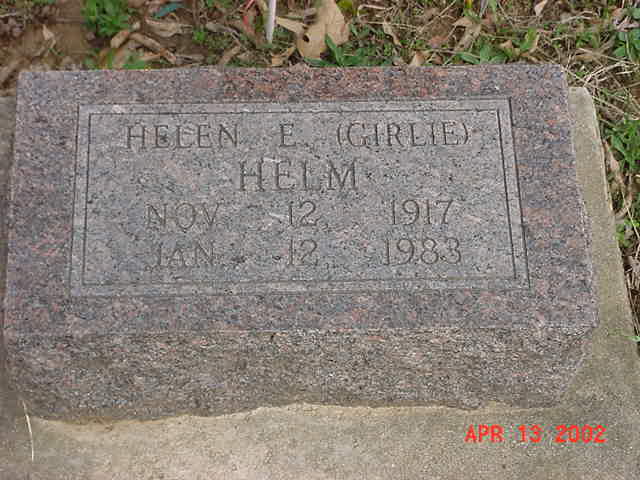 HELEN E. (GIRLIE)
HELM
NOV. 12, 1917
JAN. 12, 1983
APR 13 2002